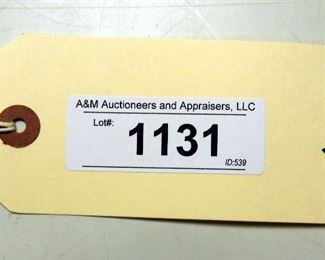 A&M Auctioneers and Appraisers, LLC
Lot#:
1131
ID:539